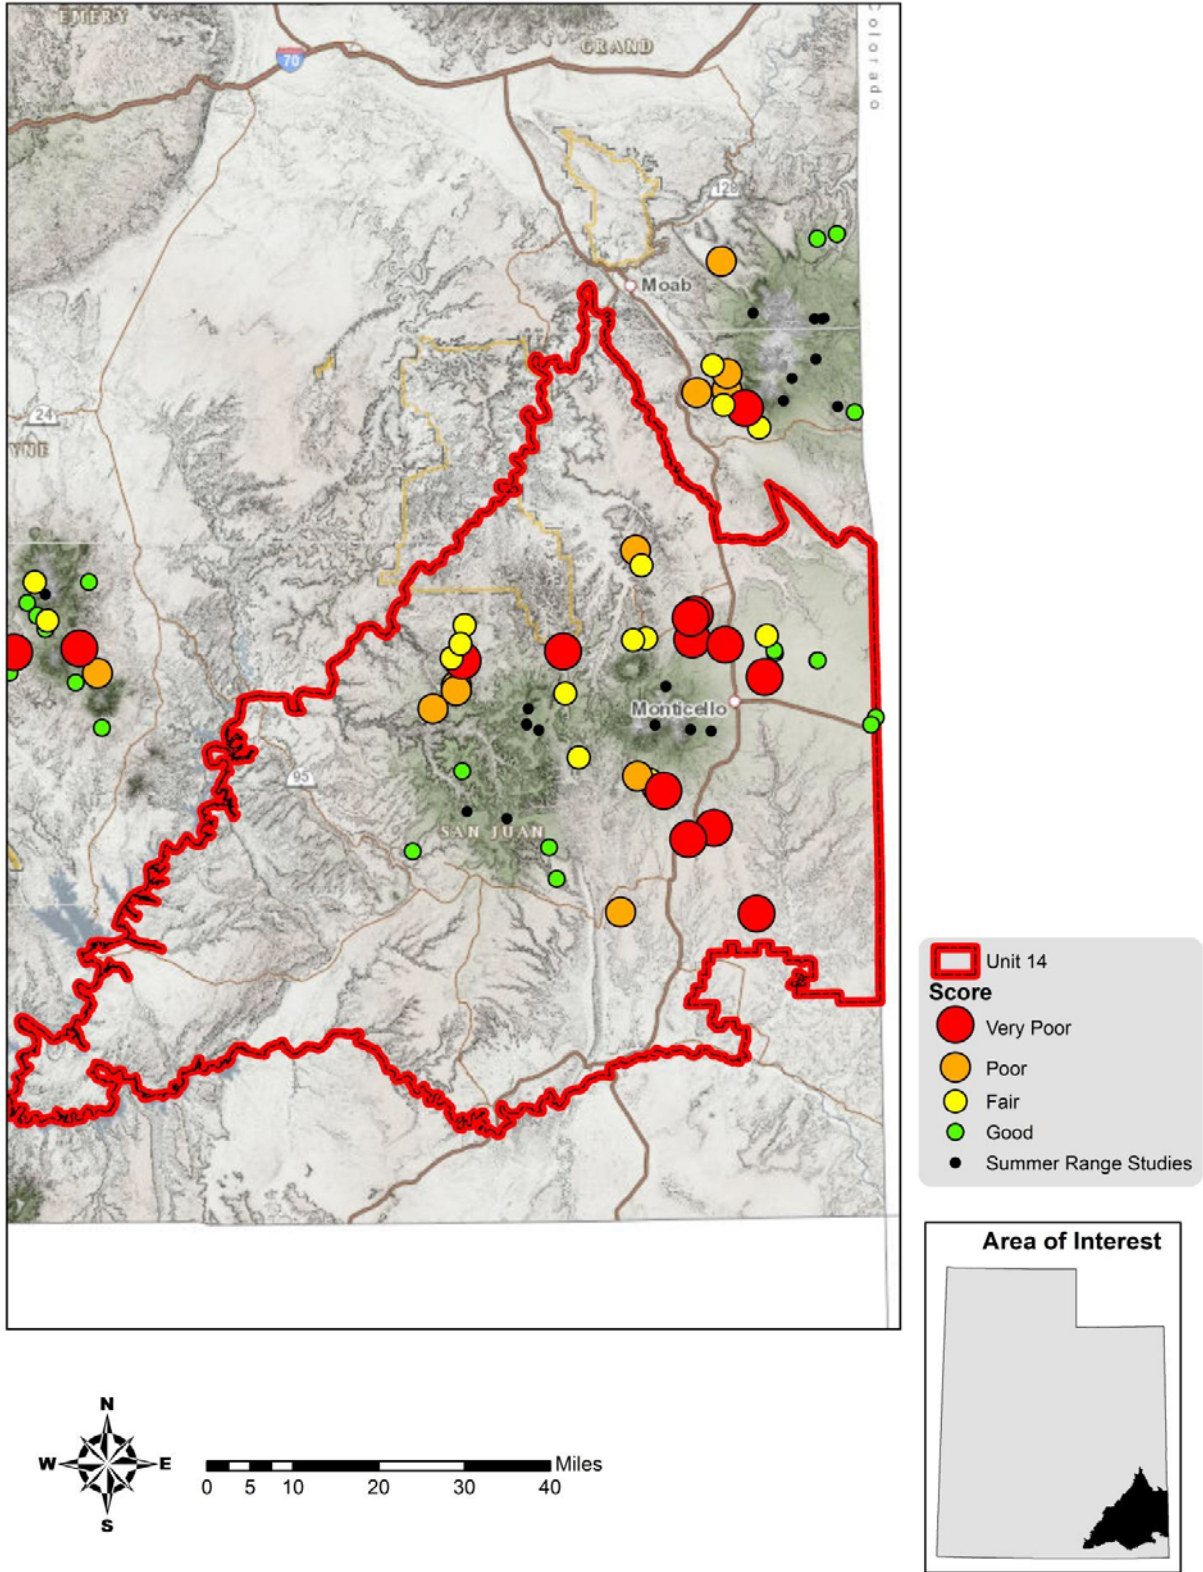 EMERY
GRAND
70
Colorado
128
Moab
24
YNE
Monticello
95
SAN JUAN
Unit 14
Score
Very Poor
Poor
Fair
Good
Summer Range Studies
Area of Interest
N
W E
S
Miles
0 5 10 20 30 40